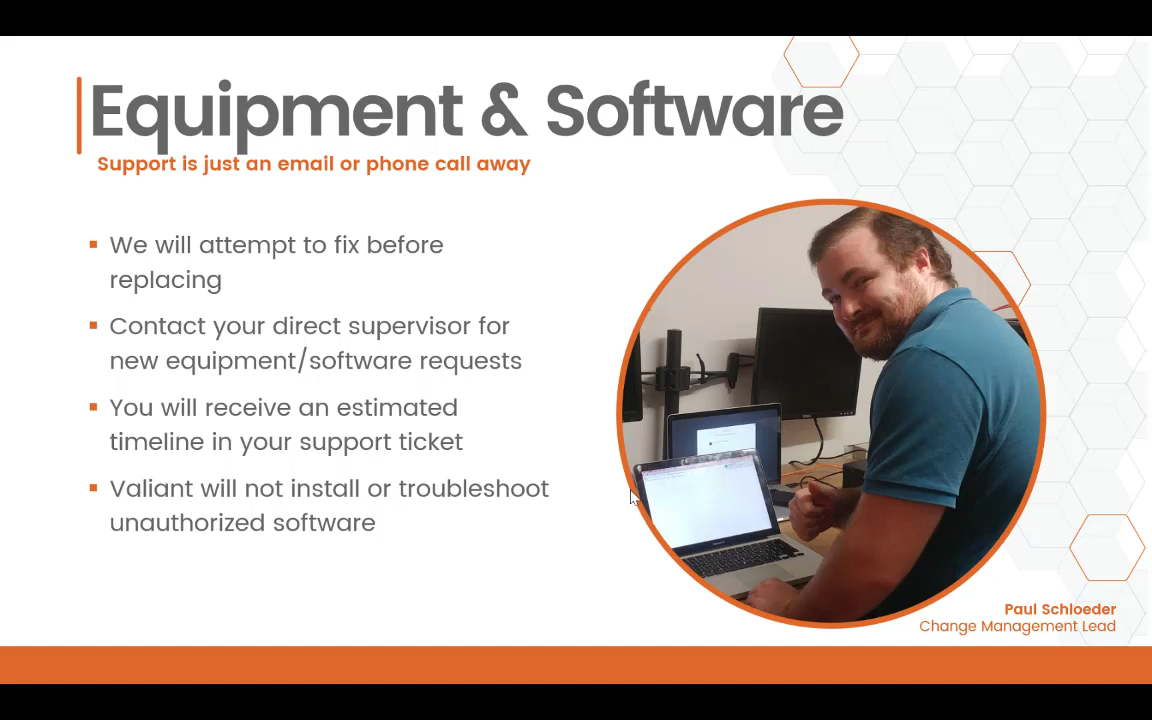 Equipment & Software
Support is just an email or phone call away
We will attempt to fix before
replacing
Contact your direct supervisor for
new equipment/software requests
You will receive an estimated
timeline in your support ticket
Valiant will not install or troubleshoot
unauthorized software
Paul Schloeder
Change Management Lead